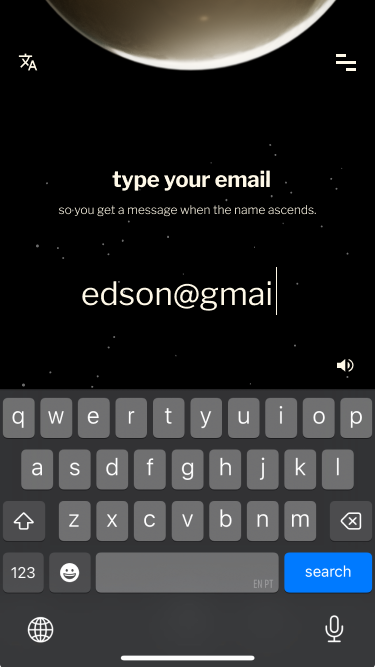 type your email
so you get a message when the name ascends.
edson@gmai
q w e r t y u i o p
a s d f g h j k l
z x c v b n m
123
EN PT
search